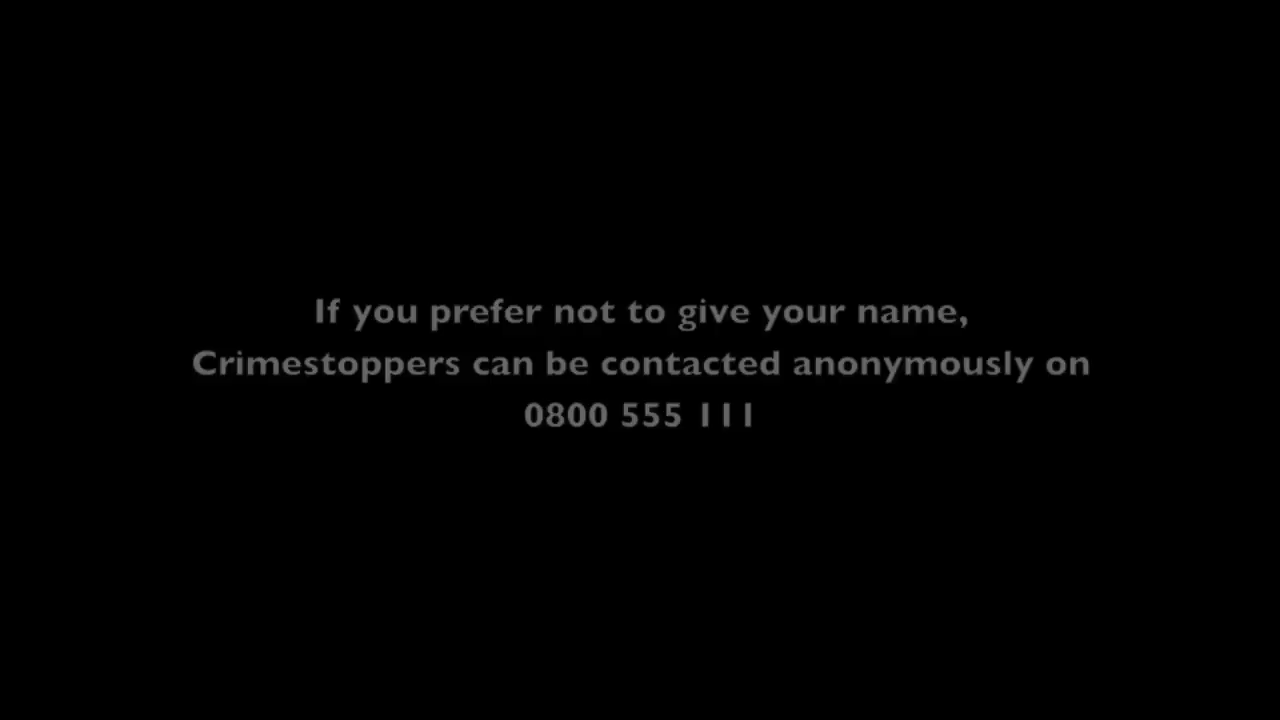 If you prefer not to give your name,
Crimestoppers can be contacted anonymously on
0800 555 111